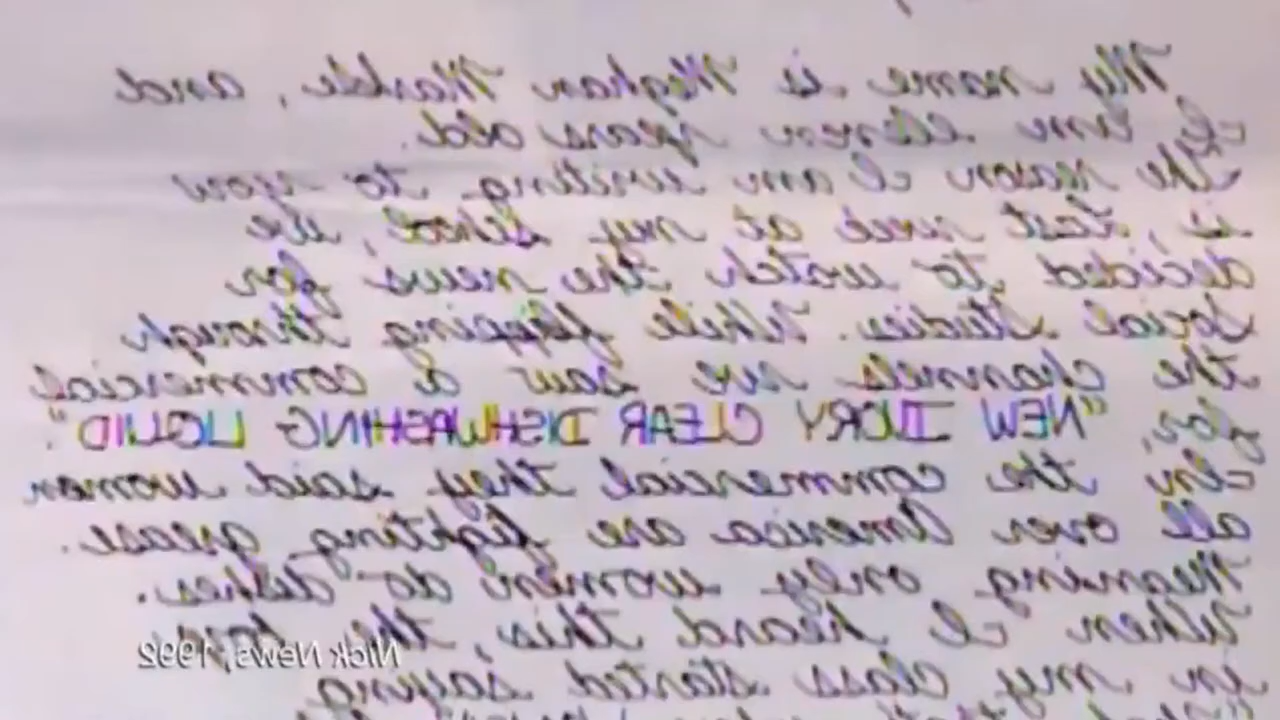 My name is Meghan Markle, and
I am eleven years old.
The reason I am writing to you
is, last week at my school, we
decided to watch the news for
Social Studies. While flipping through
the channels we saw a commercial
for, "NEW IVORY CLEAR DISHWASHING LIQUID".
In the commercial they said women
all over America are fighting grease.
Meaning only women do dishes.
When I heard this, the boys
in my class started saying
Nick News, 1992